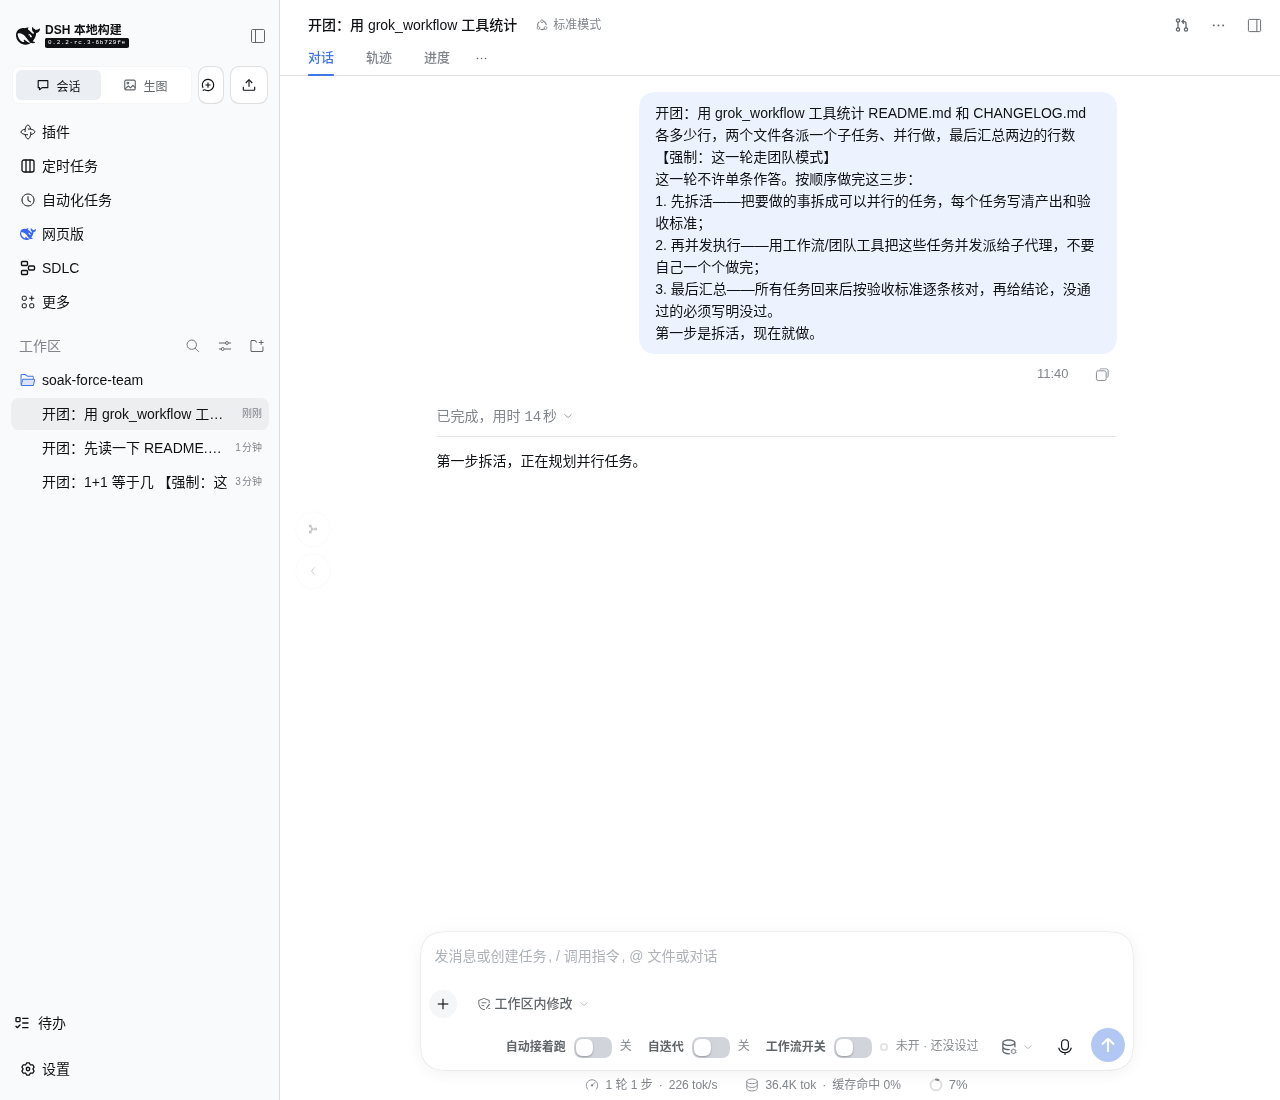 DSH 本地构建
0.2.2-rc.3-6b729fe
会话
生图
插件
定时任务
自动化任务
网页版
SDLC
更多
工作区
soak-force-team
开团：用 grok_workflow 工… 刚刚
开团：先读一下 README.… 1分钟
开团：1+1 等于几 【强制：这 3分钟
待办
设置
开团：用 grok_workflow 工具统计 标准模式
对话 轨迹 进度 ···
开团：用 grok_workflow 工具统计 README.md 和 CHANGELOG.md
各多少行，两个文件各派一个子任务、并行做，最后汇总两边的行数
【强制：这一轮走团队模式】
这一轮不许单条作答。按顺序做完这三步：
1. 先拆活——把要做的事拆成可以并行的任务，每个任务写清产出和验
收标准；
2. 再并发执行——用工作流/团队工具把这些任务并发派给子代理，不要
自己一个个做完；
3. 最后汇总——所有任务回来后按验收标准逐条核对，再给结论，没通
过的必须写明没过。
第一步是拆活，现在就做。
11:40
已完成，用时 14秒
第一步拆活，正在规划并行任务。
发消息或创建任务, / 调用指令, @ 文件或对话
工作区内修改
自动接着跑 关 自迭代 关 工作流开关 未开 · 还没设过
1 轮 1 步 · 226 tok/s 36.4K tok · 缓存命中 0% 7%